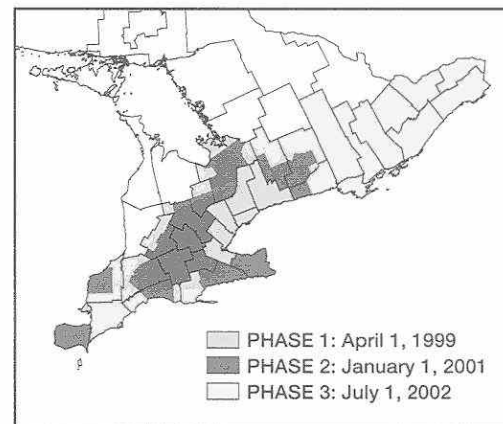 PHASE 1: April 1, 1999
PHASE 2: January 1, 2001
PHASE 3: July 1, 2002